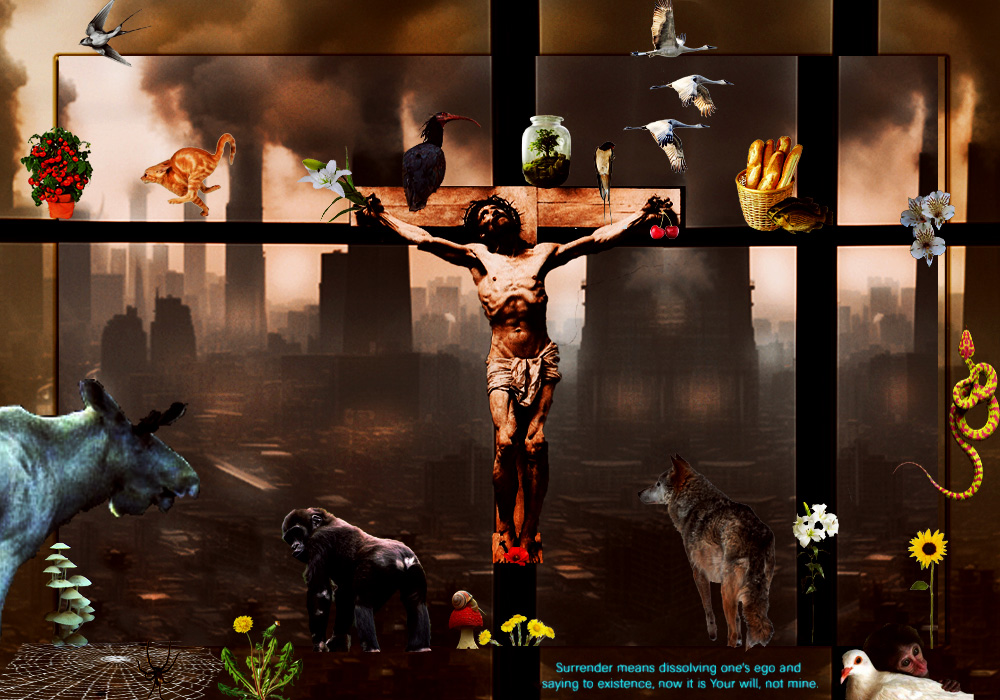 Surrender means dissolving one's ego and
saying to existence, now it is Your will, not mine.